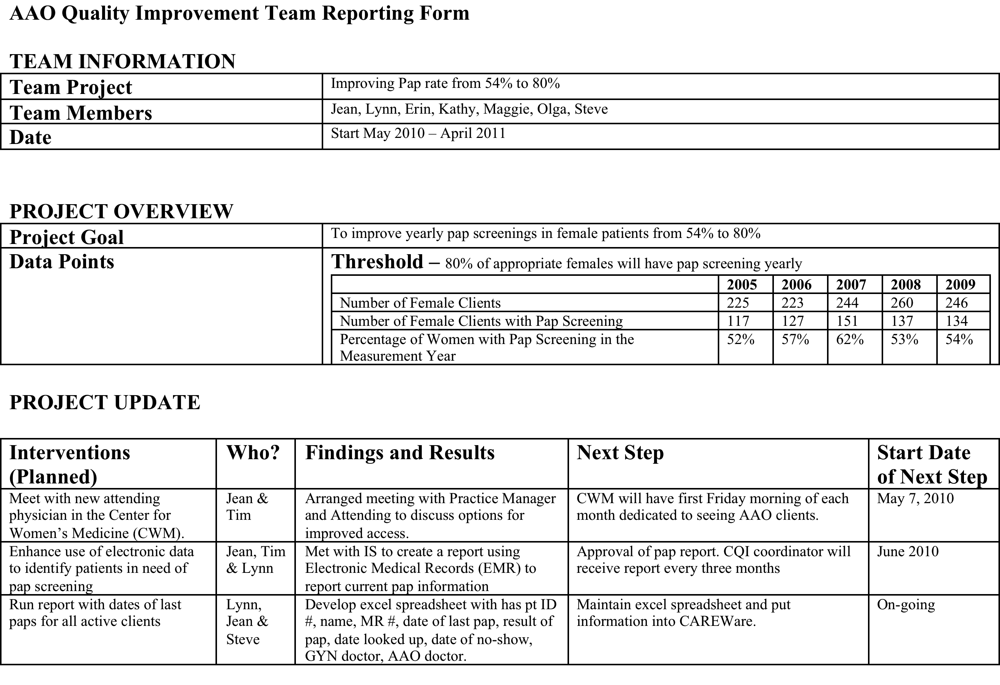 AAO Quality Improvement Team Reporting Form
TEAM INFORMATION
Team Project
Improving Pap rate from 54% to 80%
Team Members
Jean, Lynn, Erin, Kathy, Maggie, Olga, Steve
Date
Start May 2010 – April 2011
PROJECT OVERVIEW
Project Goal
To improve yearly pap screenings in female patients from 54% to 80%
Data Points
Threshold – 80% of appropriate females will have pap screening yearly
2005 2006 2007 2008 2009
Number of Female Clients 225 223 244 260 246
Number of Female Clients with Pap Screening 117 127 151 137 134
Percentage of Women with Pap Screening in the 52% 57% 62% 53% 54%
Measurement Year
PROJECT UPDATE
Interventions
(Planned)
Who?
Findings and Results
Next Step
Start Date
of Next Step
Meet with new attending
physician in the Center for
Women’s Medicine (CWM).
Jean &
Tim
Arranged meeting with Practice Manager
and Attending to discuss options for
improved access.
CWM will have first Friday morning of each
month dedicated to seeing AAO clients.
May 7, 2010
Enhance use of electronic data
to identify patients in need of
pap screening
Jean, Tim
& Lynn
Met with IS to create a report using
Electronic Medical Records (EMR) to
report current pap information
Approval of pap report. CQI coordinator will
receive report every three months
June 2010
Run report with dates of last
paps for all active clients
Lynn,
Jean &
Steve
Develop excel spreadsheet with has pt ID
#, name, MR #, date of last pap, result of
pap, date looked up, date of no-show,
GYN doctor, AAO doctor.
Maintain excel spreadsheet and put
information into CAREWare.
On-going